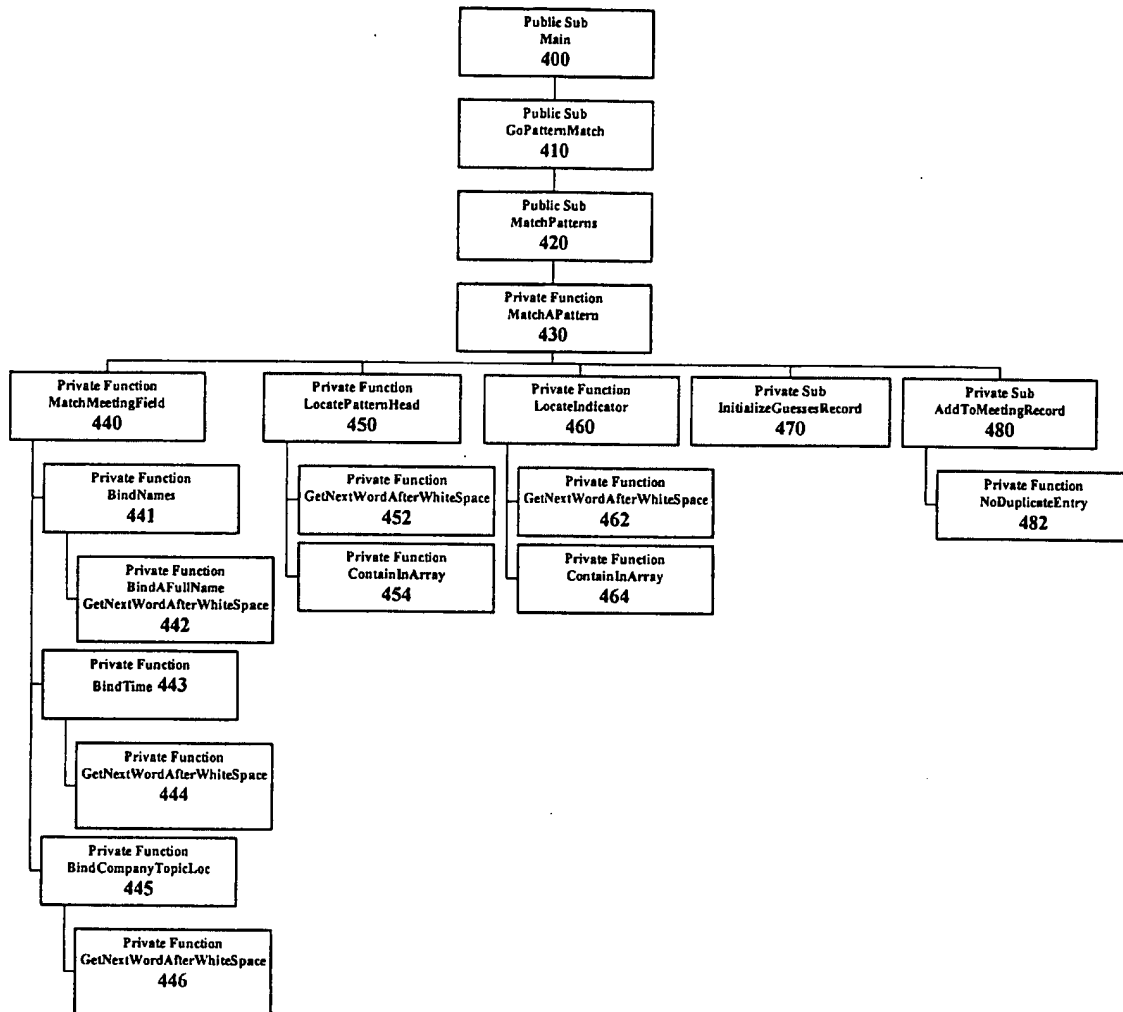 Public Sub
Main
400
Public Sub
GoPatternMatch
410
Public Sub
MatchPatterns
420
Private Function
MatchAPattern
430
Private Function
MatchMeetingField
440
Private Function
LocatePatternHead
450
Private Function
LocateIndicator
460
Private Sub
InitializeGuessesRecord
470
Private Sub
AddToMeetingRecord
480
Private Function
BindNames
441
Private Function
GetNextWordAfterWhiteSpace
452
Private Function
GetNextWordAfterWhiteSpace
462
Private Function
NoDuplicateEntry
482
Private Function
ContainInArray
454
Private Function
ContainInArray
464
Private Function
BindAFullName
GetNextWordAfterWhiteSpace
442
Private Function
BindTime 443
Private Function
GetNextWordAfterWhiteSpace
444
Private Function
BindCompanyTopicLoc
445
Private Function
GetNextWordAfterWhiteSpace
446